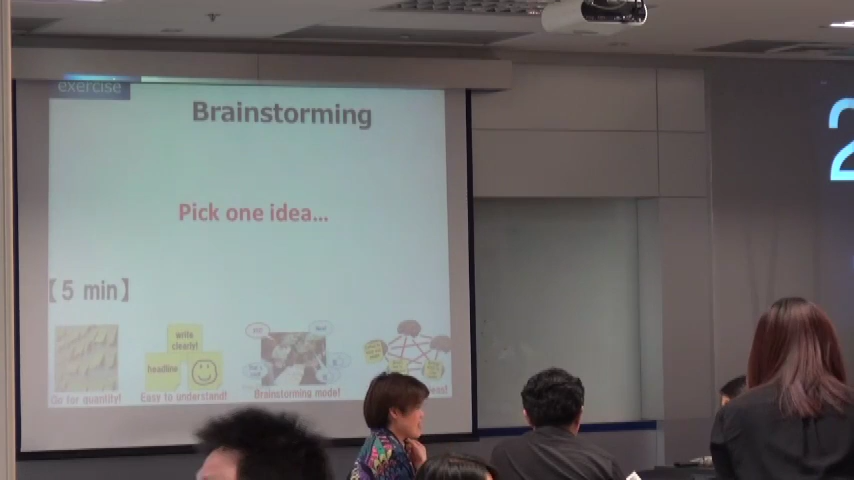 exercise
Brainstorming
Pick one idea...
【5 min】
write
clearly!
headline
Go for quantity!
Easy to understand!
Brainstorming mode!
2